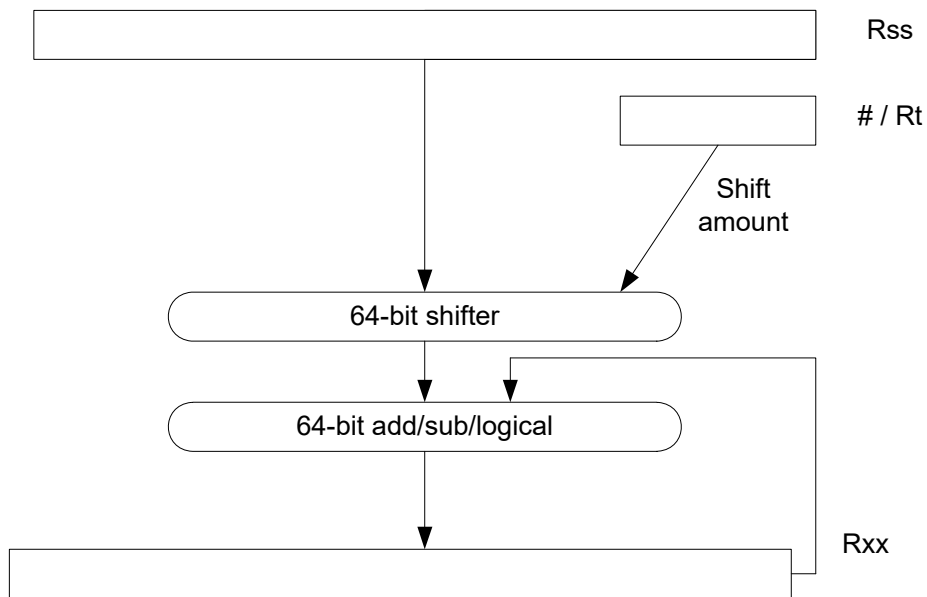 Rss
# / Rt
Shift
amount
64-bit shifter
64-bit add/sub/logical
Rxx